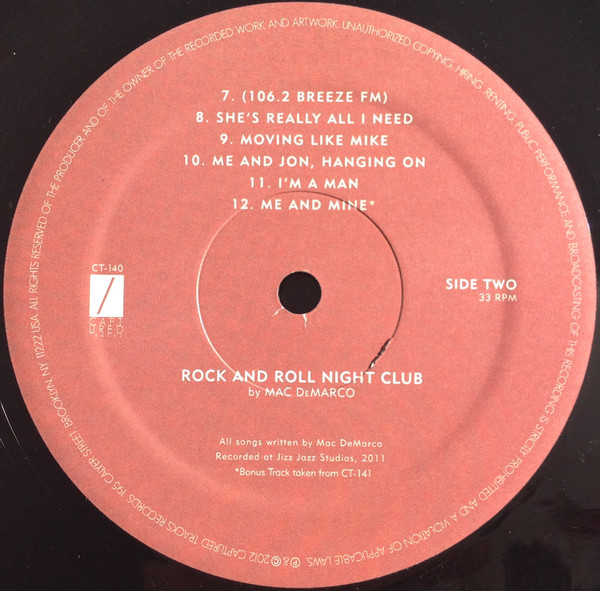 7. (106.2 BREEZE FM)
8. SHE'S REALLY ALL I NEED
9. MOVING LIKE MIKE
10. ME AND JON, HANGING ON
11. I'M A MAN
12. ME AND MINE*
CT-140
CAPT
URED
TRACKS
SIDE TWO
33 RPM
ROCK AND ROLL NIGHT CLUB
by MAC DEMARCO
All songs written by Mac DeMarco
Recorded at Jizz Jazz Studios, 2011
*Bonus Track taken from CT-141
℗ & © 2012 CAPTURED TRACKS RECORDS 195 CALYER STREET BROOKLYN NY 11222 USA. ALL RIGHTS RESERVED OF THE PRODUCER AND OF THE OWNER OF THE RECORDED WORK AND ARTWORK. UNAUTHORIZED COPYING, HIRING, RENTING, PUBLIC PERFORMANCE AND BROADCASTING OF THIS RECORDING IS STRICTLY PROHIBITED AND A VIOLATION OF APPLICABLE LAWS.